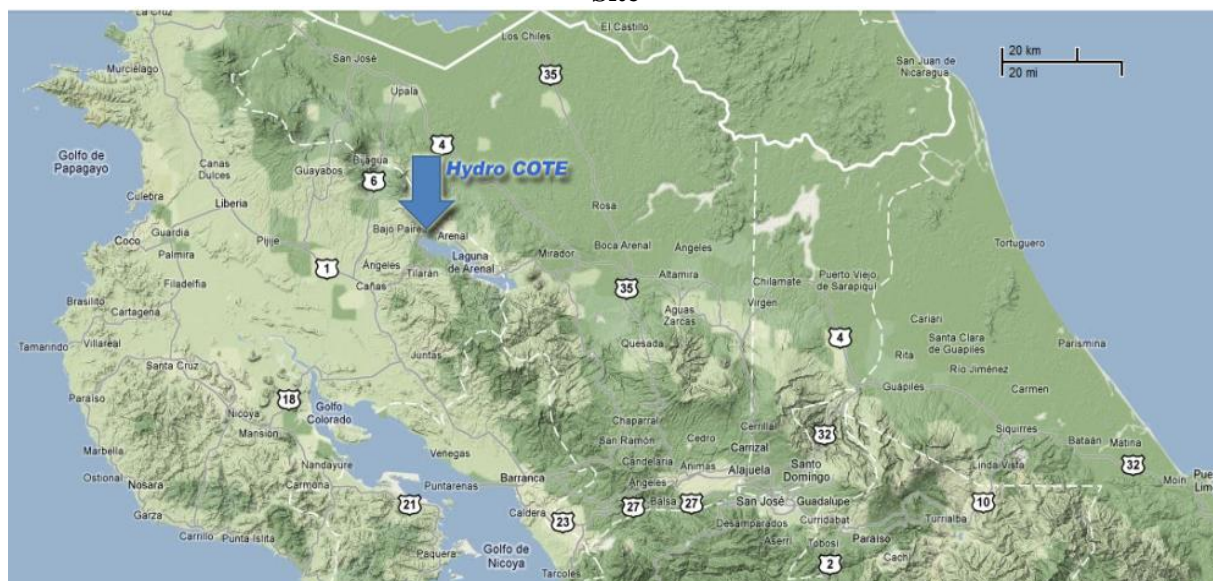 Site
La Cruz
El Castillo
Los Chiles
San José
20 km
20 mi
San Juan de
Nicaragua
Murciélago
35
Upala
4
Golfo de
Papagayo
Canas
Dulces
Guayabos
Bijagua
6
Hydro COTE
Culebra
Liberia
Rosa
Coco
Guardia
Palmira
Pijije
Bajo Paire
Arenal
Boca Arenal
Angeles
Tortuguero
1
Ángeles
Tilarán
Laguna
de Arenal
Mirador
Filadelfia
Cañas
35
Altamira
Chilamate
Puerto Viejo
de Sarapiquí
Brasilito
Cartagena
Aguas
Zarcas
Virgen
Cariari
Tamarindo
Villareal
Juntas
Quesada
4
Rita
Santa Clara
de Guapiles
Parismina
Santa Cruz
Río Jiménez
Paraíso
18
Golfo
Colorado
Guápiles
Carmen
Nicoya
Mansión
Chaparral
Cerrillal
32
Siquirres
Marbella
Venegas
San Ramón
Cedro
Carrizal
Bataán
Matina
Nandayure
Candelaria
Ánimas
Alajuela
Santo
Domingo
Linda Vista
32
Ostional
Nosara
Carmona
Puntarenas
Barranca
Ángeles
Balsa
Moin
Pue
Lim
21
27
27
San José
Guadalupe
10
Garza
Caldera
23
Desamparados
Curridabat
Turrialba
Carrillo
Punta Islita
Aserrí
Tobosi
Paraíso
Paquera
Golfo de
Nicoya
Cachí
2
Tarcoles